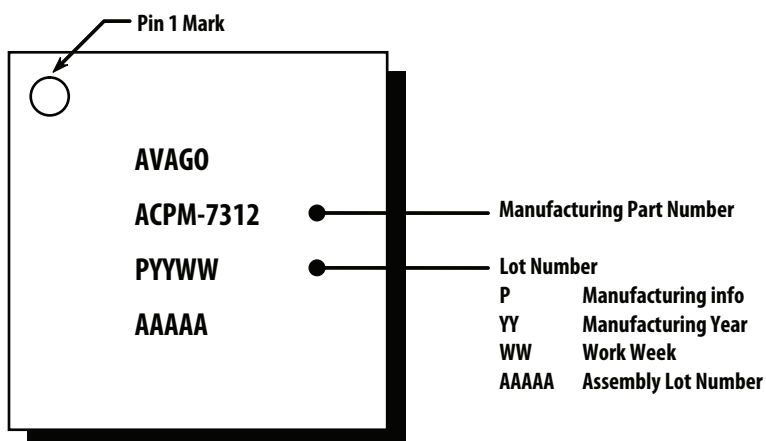 Pin 1 Mark
AVAGO
ACPM-7312
Manufacturing Part Number
PYYWW
Lot Number
P Manufacturing info
YY Manufacturing Year
AAAAA
WW Work Week
AAAAA Assembly Lot Number